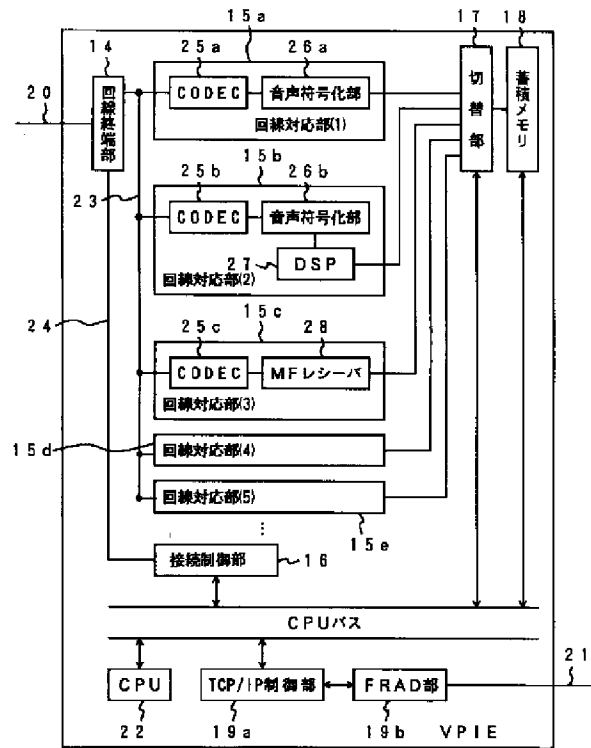 15a
17
18
14
25a
26a
20
回線終端部
CODEC
音声符号化部
回線対応部(1)
切替部
蓄積メモリ
15b
25b
26b
23
CODEC
音声符号化部
27
DSP
回線対応部(2)
24
15c
25c
28
CODEC
MFレシーバ
回線対応部(3)
15d
回線対応部(4)
回線対応部(5)
⋯
15e
接続制御部
16
CPUバス
21
CPU
TCP/IP制御部
FRAD部
22
19a
19b
VPIE